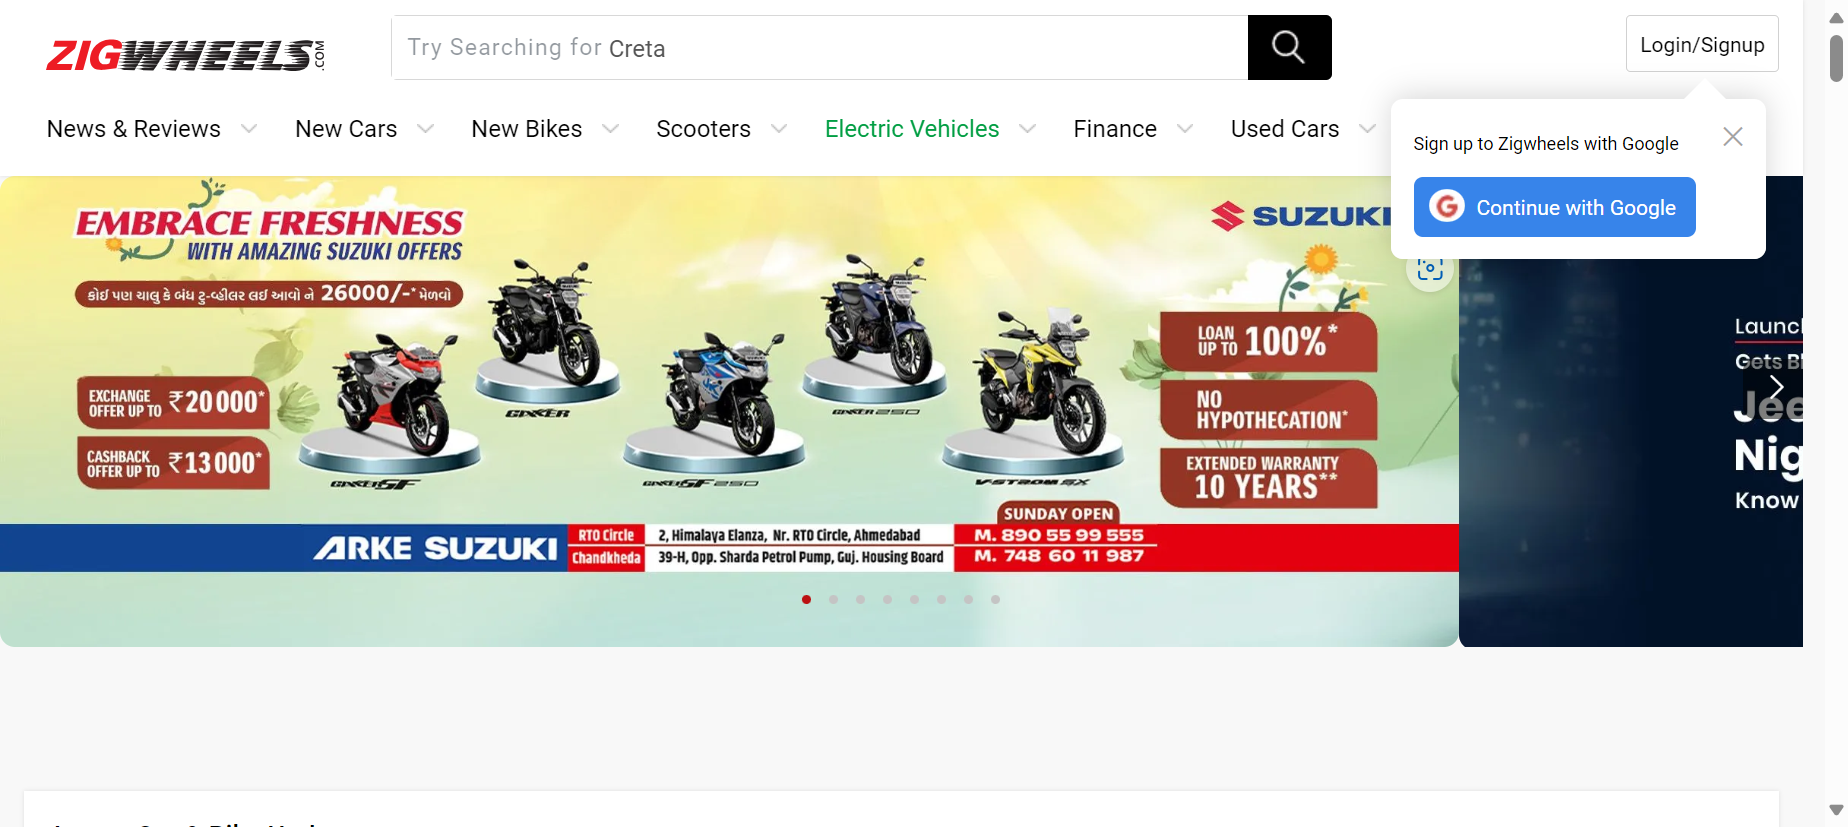 ZIGWHEELS.COM
Try Searching for Creta
Login/Signup
News & Reviews
New Cars
New Bikes
Scooters
Electric Vehicles
Finance
Used Cars
Sign up to Zigwheels with Google
Continue with Google
EMBRACE FRESHNESS
WITH AMAZING SUZUKI OFFERS
કોઈ પણ ચાલુ કે બંધ ટુ-વ્હીલર લઈ આવો ને 26000/-* મેળવો
SUZUKI
EXCHANGE
OFFER UP TO ₹20000*
CASHBACK
OFFER UP TO ₹13000*
GIXXER SF
GIXXER
GIXXER SF 250
GIXXER 250
V-STROM SX
LOAN
UP TO 100%*
NO
HYPOTHECATION*
EXTENDED WARRANTY
10 YEARS**
SUNDAY OPEN
ARKE SUZUKI
RTO Circle 2, Himalaya Elanza, Nr. RTO Circle, Ahmedabad M. 890 55 99 555
Chandkheda 39-H, Opp. Sharda Petrol Pump, Guj. Housing Board M. 748 60 11 987
Launc
Gets B
Jee
Nig
Know